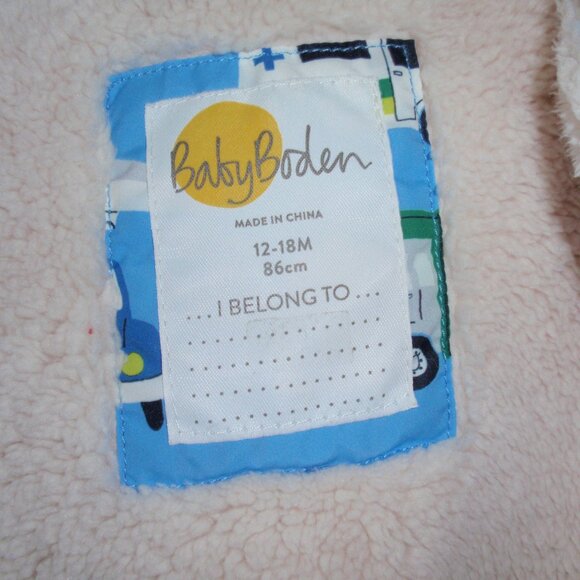 BabyBoden
MADE IN CHINA
12-18M
86cm
...I BELONG TO...